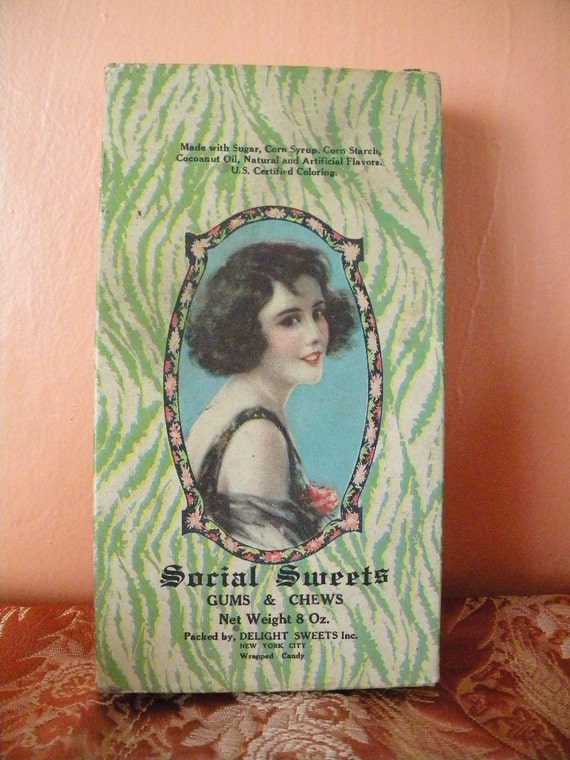 Made with Sugar, Corn Syrup, Corn Starch,
Cocoanut Oil, Natural and Artificial Flavors.
U.S. Certified Coloring.
Social Sweets
GUMS & CHEWS
Net Weight 8 Oz.
Packed by, DELIGHT SWEETS Inc.
NEW YORK CITY
Wrapped Candy